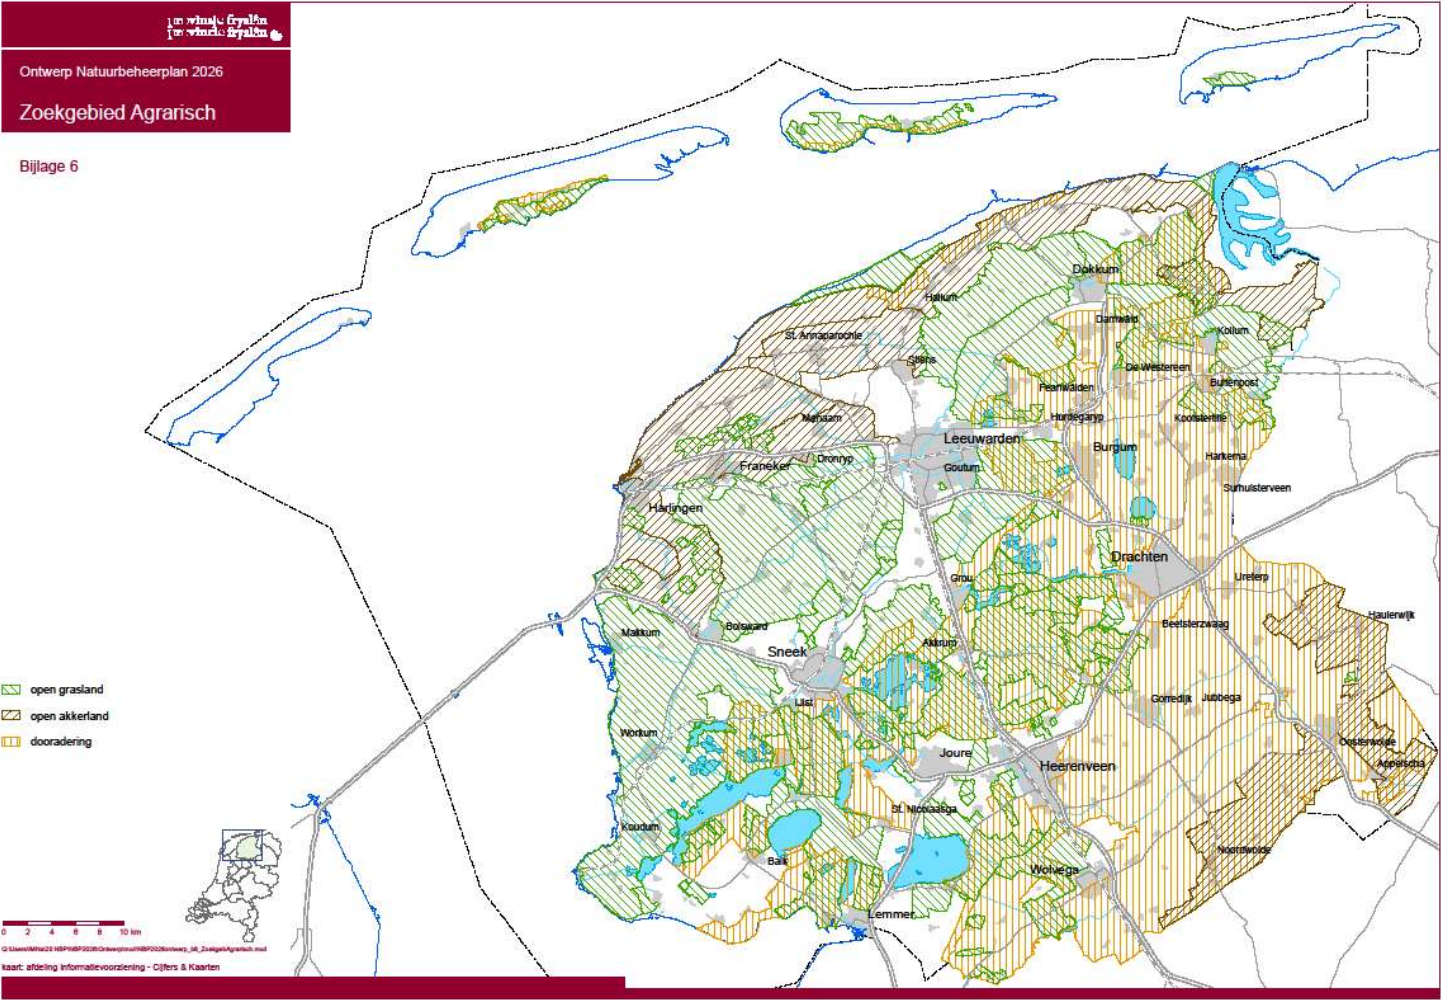 provinsje fryslân
provincie fryslân
Ontwerp Natuurbeheerplan 2026
Zoekgebied Agrarisch
Bijlage 6
Dokkum
Hallum
Damwâld
Kollum
St. Annaparochie
Stiens
De Westereen
Feanwâlden
Buitenpost
Menaam
Hurdegaryp
Kootstertille
Leeuwarden
Burgum
Franeker
Dronryp
Goutum
Harkema
Surhuisterveen
Harlingen
Drachten
Grou
Ureterp
Haulerwijk
Makkum
Bolsward
Beetsterzwaag
Akkrum
Sneek
IJlst
Gorredijk
Jubbega
Workum
Oosterwolde
Joure
Appelscha
Heerenveen
St. Nicolaasga
Koudum
Balk
Noordwolde
Wolvega
Lemmer
open grasland
open akkerland
dooradering
0 2 4 6 8 10 km
kaart: afdeling informatievoorziening - Cijfers & Kaarten